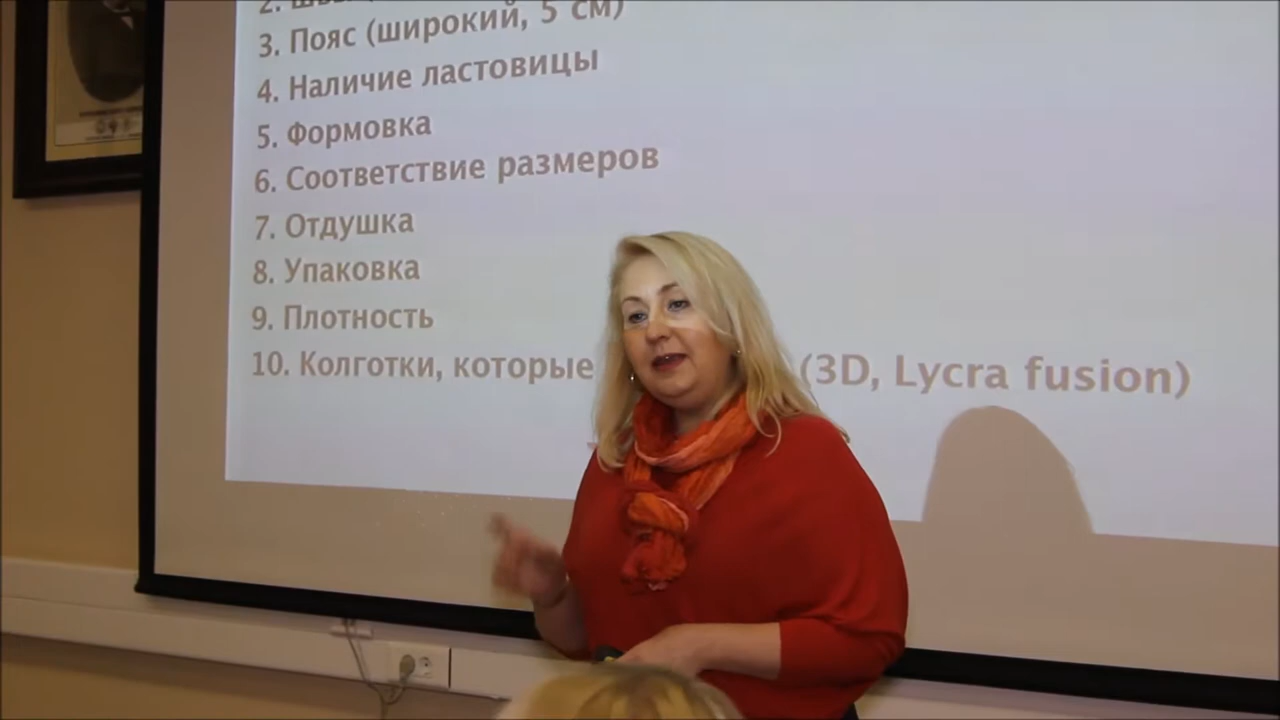 3. Пояс (широкий, 5 см)
4. Наличие ластовицы
5. Формовка
6. Соответствие размеров
7. Отдушка
8. Упаковка
9. Плотность
10. Колготки, которые (3D, Lycra fusion)